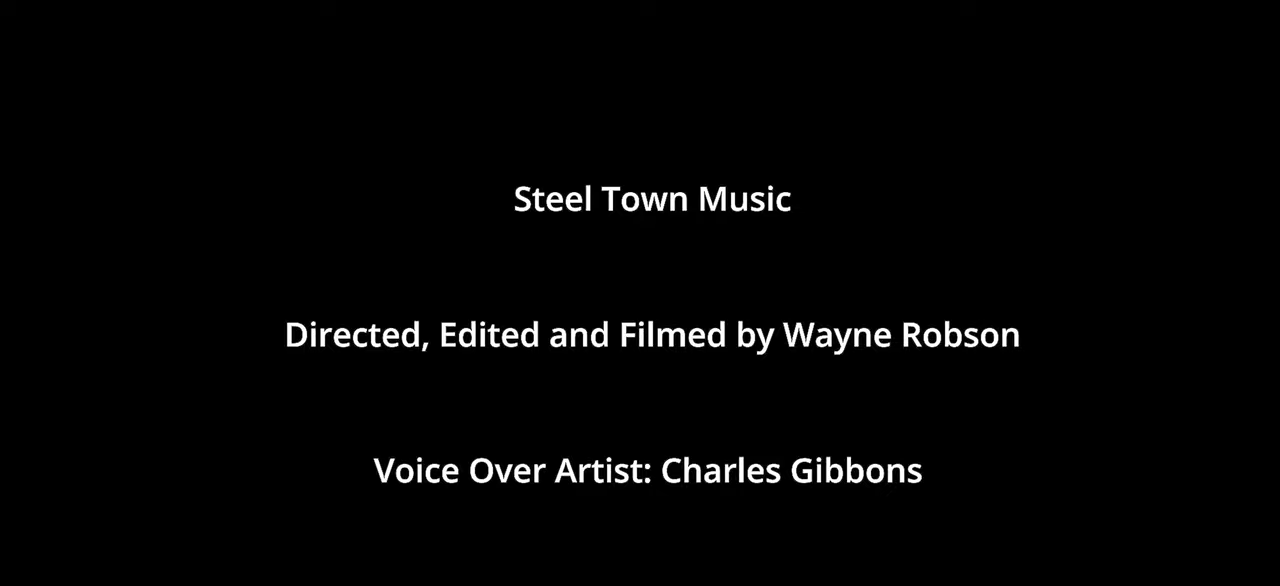 Steel Town Music
Directed, Edited and Filmed by Wayne Robson
Voice Over Artist: Charles Gibbons